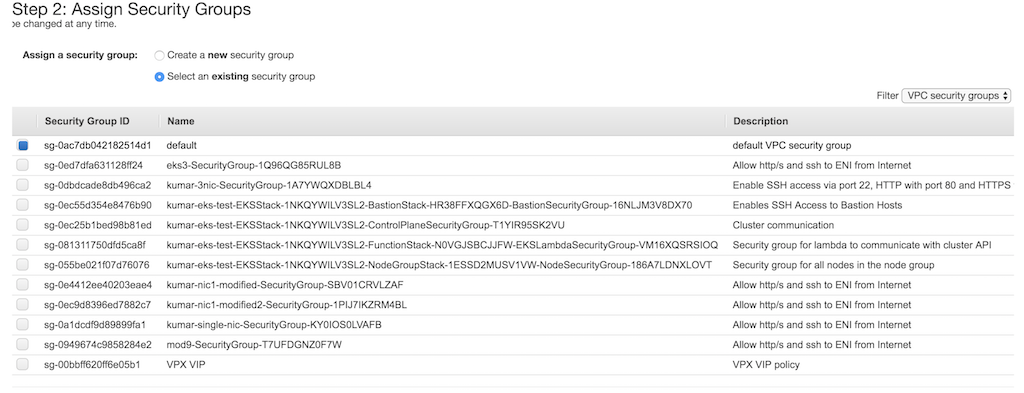 Step 2: Assign Security Groups
be changed at any time.
Assign a security group: Create a new security group
Select an existing security group
Filter VPC security groups
Security Group ID Name Description
sg-0ac7db042182514d1 default default VPC security group
sg-0ed7dfa631128ff24 eks3-SecurityGroup-1Q96QG85RUL8B Allow http/s and ssh to ENI from Internet
sg-0dbdcade8db496ca2 kumar-3nic-SecurityGroup-1A7YWQXDBLBL4 Enable SSH access via port 22, HTTP with port 80 and HTTPS
sg-0ec55d354e8476b90 kumar-eks-test-EKSStack-1NKQYWILV3SL2-BastionStack-HR38FFXQGX6D-BastionSecurityGroup-16NLJM3V8DX70 Enables SSH Access to Bastion Hosts
sg-0ec25b1bed98b81ed kumar-eks-test-EKSStack-1NKQYWILV3SL2-ControlPlaneSecurityGroup-T1YIR95SK2VU Cluster communication
sg-081311750dfd5ca8f kumar-eks-test-EKSStack-1NKQYWILV3SL2-FunctionStack-N0VGJSBCJJFW-EKSLambdaSecurityGroup-VM16XQSRSIOQ Security group for lambda to communicate with cluster API
sg-055be021f07d76076 kumar-eks-test-EKSStack-1NKQYWILV3SL2-NodeGroupStack-1ESSD2MUSV1VW-NodeSecurityGroup-186A7LDNXLOVT Security group for all nodes in the node group
sg-0e4412ee40203eae4 kumar-nic1-modified-SecurityGroup-SBV01CRVLZAF Allow http/s and ssh to ENI from Internet
sg-0ec9d8396ed7882c7 kumar-nic1-modified2-SecurityGroup-1PIJ7IKZRM4BL Allow http/s and ssh to ENI from Internet
sg-0a1dcdf9d89899fa1 kumar-single-nic-SecurityGroup-KY0IOS0LVAFB Allow http/s and ssh to ENI from Internet
sg-0949674c9858284e2 mod9-SecurityGroup-T7UFDGNZ0F7W Allow http/s and ssh to ENI from Internet
sg-00bbff620ff6e05b1 VPX VIP VPX VIP policy